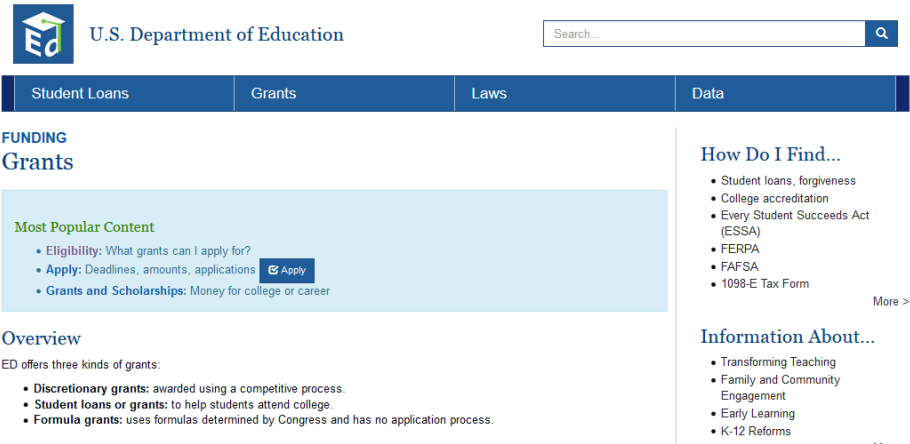 Ed
U.S. Department of Education
Search...
Student Loans
Grants
Laws
Data
FUNDING
Grants
Most Popular Content
Eligibility: What grants can I apply for?
Apply: Deadlines, amounts, applications Apply
Grants and Scholarships: Money for college or career
Overview
ED offers three kinds of grants:
Discretionary grants: awarded using a competitive process.
Student loans or grants: to help students attend college.
Formula grants: uses formulas determined by Congress and has no application process.
How Do I Find...
Student loans, forgiveness
College accreditation
Every Student Succeeds Act
(ESSA)
FERPA
FAFSA
1098-E Tax Form
More >
Information About...
Transforming Teaching
Family and Community
Engagement
Early Learning
K-12 Reforms